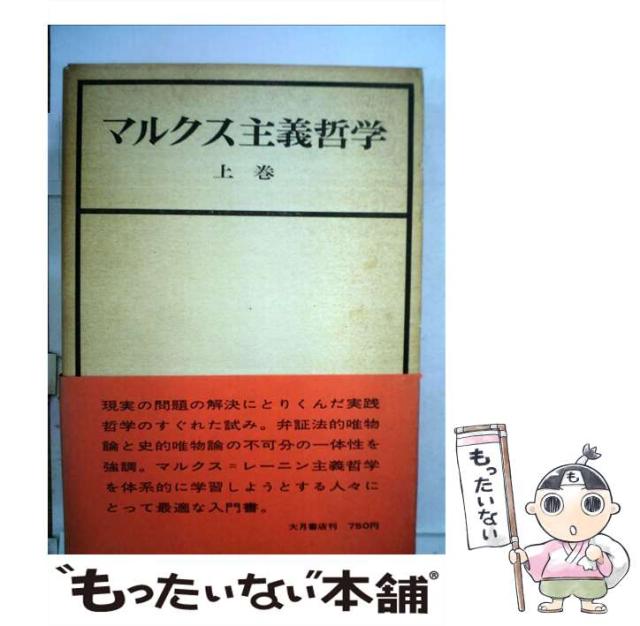 マルクス主義哲学
上巻
現実の問題の解決にとりくんだ実践
哲学のすぐれた試み。弁証法的唯物
論と史的唯物論の不可分の一体性を
強調。マルクス＝レーニン主義哲学
を体系的に学習しようとする人々に
とって最適な入門書。
大月書店刊 750円
も
もったいない
"もったいない"本舗®